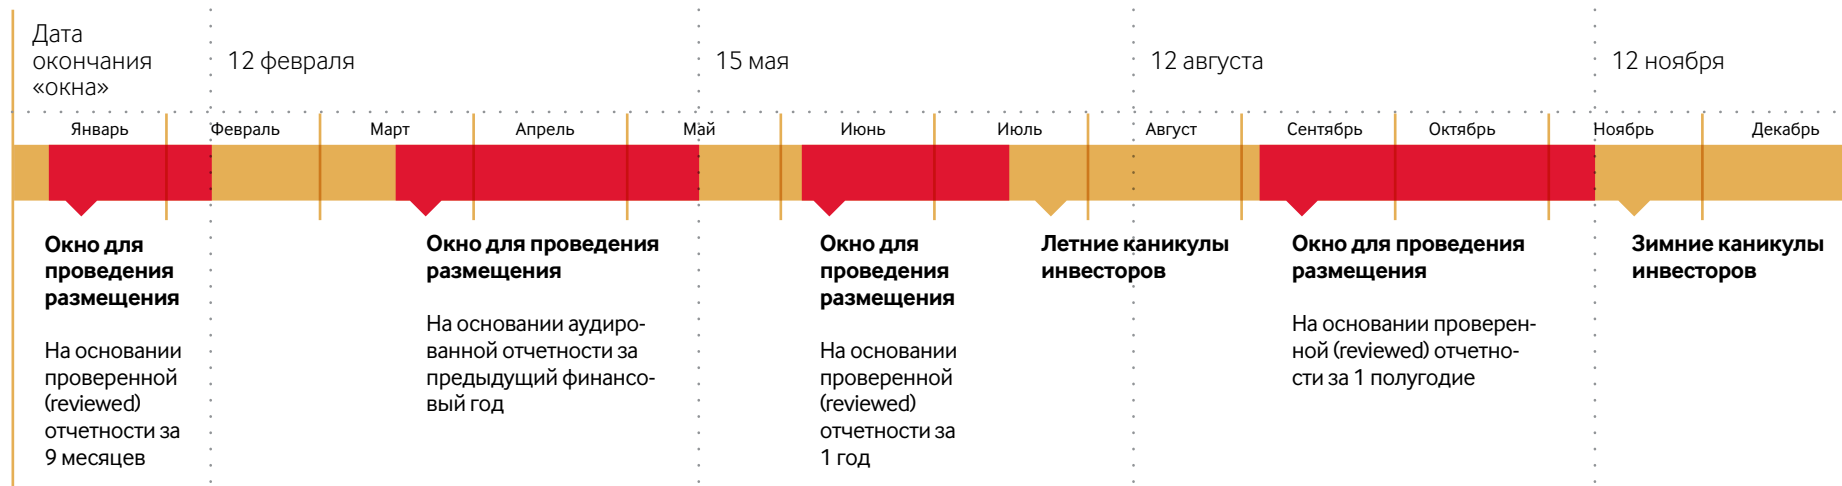 Дата
окончания
«окна»
12 февраля
15 мая
12 августа
12 ноября
Январь
Февраль
Март
Апрель
Май
Июнь
Июль
Август
Сентябрь
Октябрь
Ноябрь
Декабрь
Окно для
проведения
размещения
На основании
проверенной
(reviewed)
отчетности за
9 месяцев
Окно для проведения
размещения
На основании аудиро-
ванной отчетности за
предыдущий финансо-
вый год
Окно для
проведения
размещения
На основании
проверенной
(reviewed)
отчетности за
1 год
Летние каникулы
инвесторов
Окно для проведения
размещения
На основании проверен-
ной (reviewed) отчетно-
сти за 1 полугодие
Зимние каникулы
инвесторов